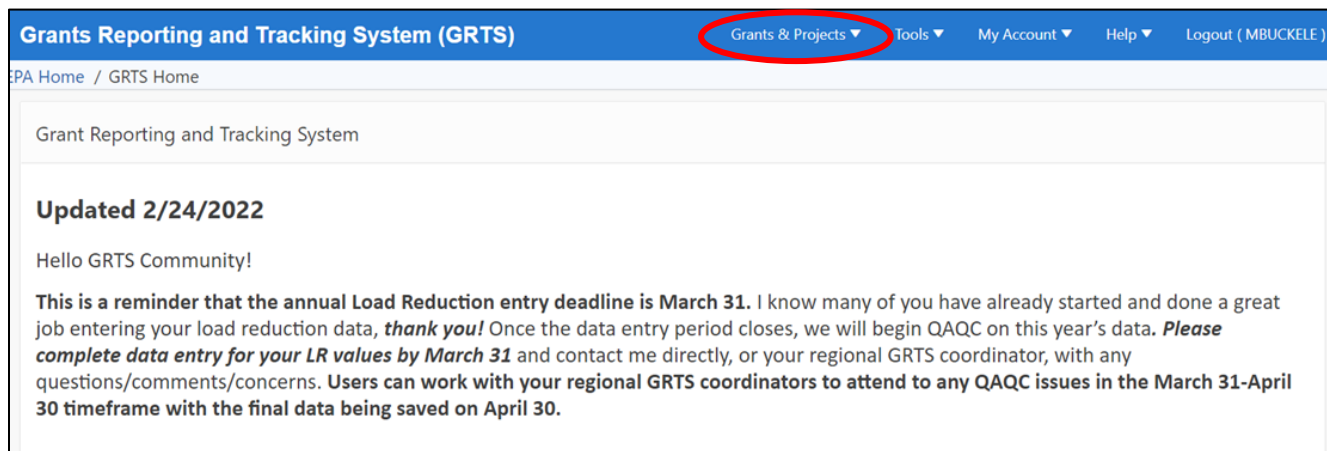 Grants Reporting and Tracking System (GRTS) Grants & Projects ▼ Tools ▼ My Account ▼ Help ▼ Logout ( MBUCKELE )
EPA Home / GRTS Home
Grant Reporting and Tracking System
Updated 2/24/2022
Hello GRTS Community!
This is a reminder that the annual Load Reduction entry deadline is March 31. I know many of you have already started and done a great
job entering your load reduction data, thank you! Once the data entry period closes, we will begin QAQC on this year’s data. Please
complete data entry for your LR values by March 31 and contact me directly, or your regional GRTS coordinator, with any
questions/comments/concerns. Users can work with your regional GRTS coordinators to attend to any QAQC issues in the March 31-April
30 timeframe with the final data being saved on April 30.